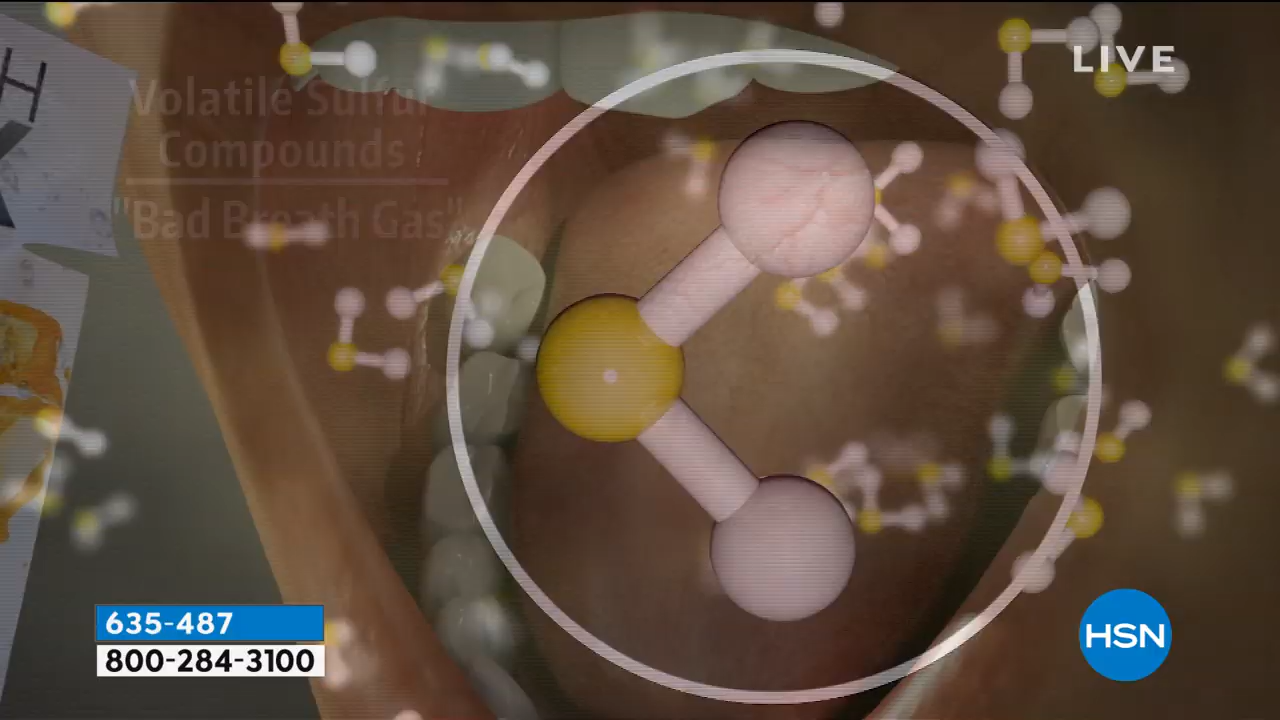 H
LIVE
Volatile Sulfur
Compounds
"Bad Breath Gas"
635-487
800-284-3100
HSN